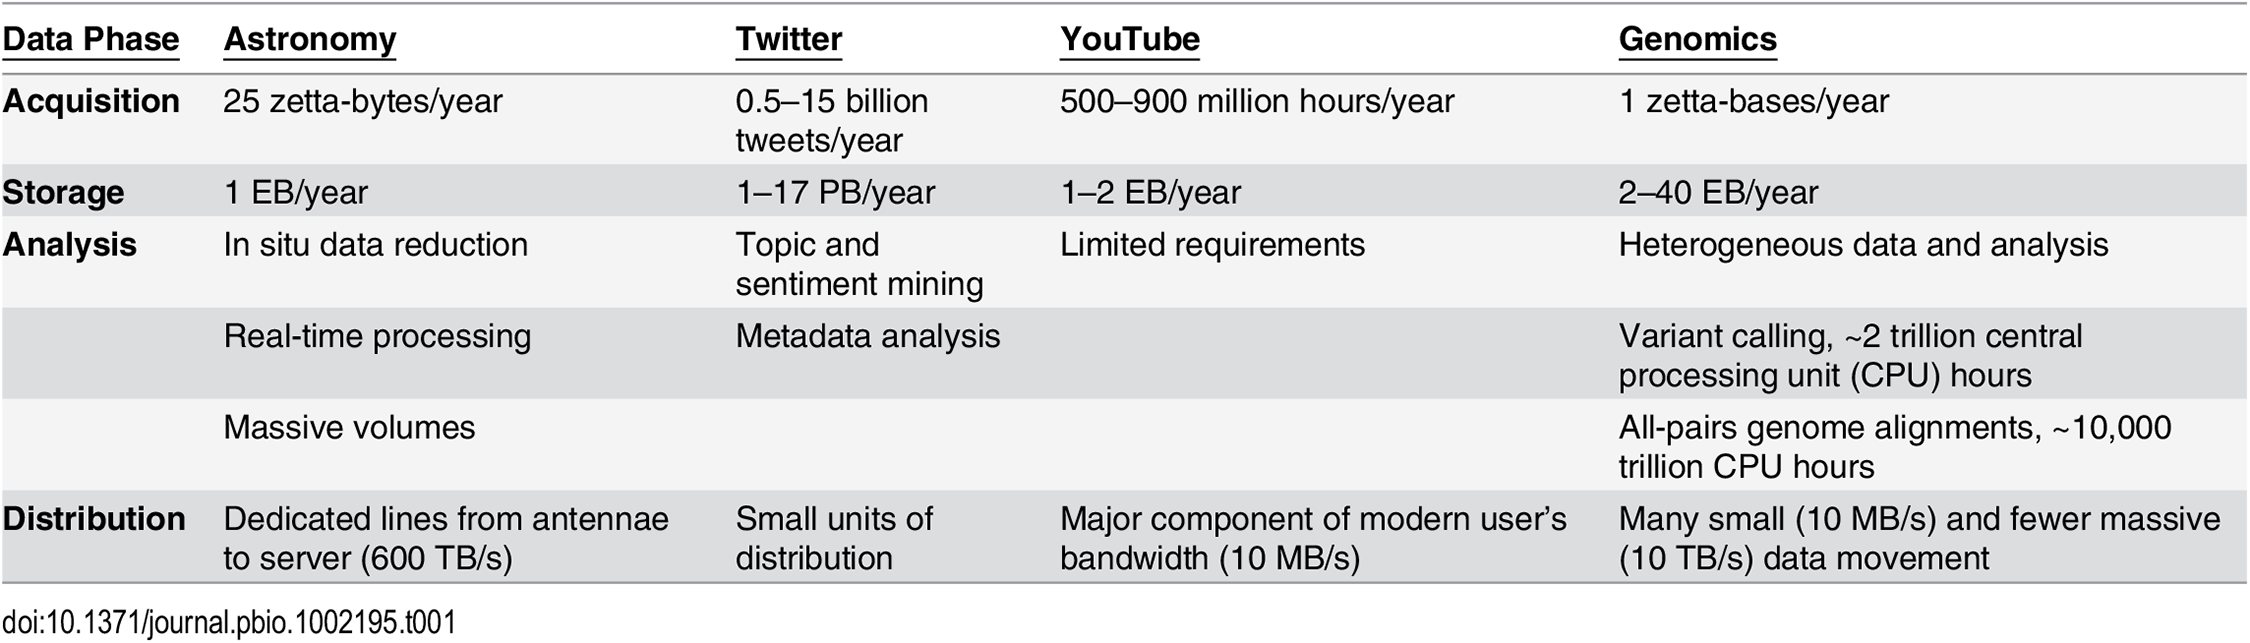 Data Phase Astronomy Twitter YouTube Genomics
Acquisition 25 zetta-bytes/year 0.5–15 billion 500–900 million hours/year 1 zetta-bases/year
tweets/year
Storage 1 EB/year 1–17 PB/year 1–2 EB/year 2–40 EB/year
Analysis In situ data reduction Topic and Limited requirements Heterogeneous data and analysis
sentiment mining
Real-time processing Metadata analysis Variant calling, ~2 trillion central
processing unit (CPU) hours
Massive volumes All-pairs genome alignments, ~10,000
trillion CPU hours
Distribution Dedicated lines from antennae Small units of Major component of modern user’s Many small (10 MB/s) and fewer massive
to server (600 TB/s) distribution bandwidth (10 MB/s) (10 TB/s) data movement
doi:10.1371/journal.pbio.1002195.t001